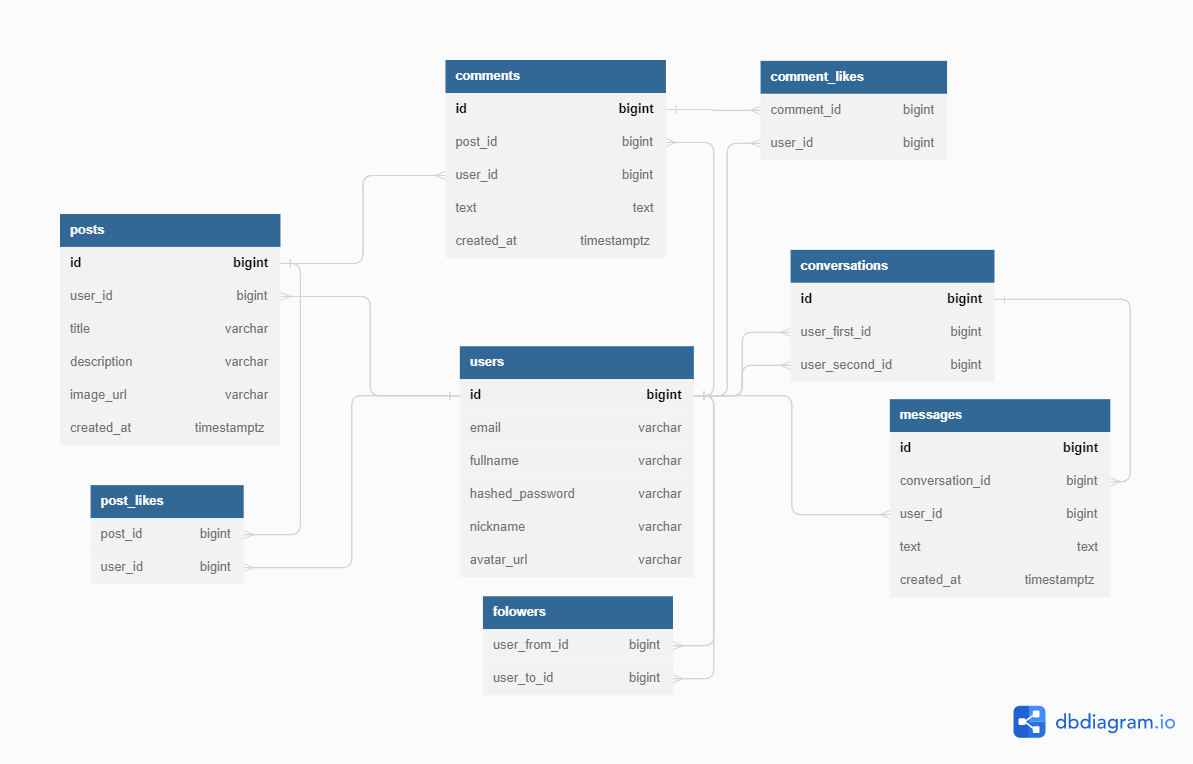 comments
id bigint
post_id bigint
user_id bigint
text text
created_at timestamptz
comment_likes
comment_id bigint
user_id bigint
posts
id bigint
user_id bigint
title varchar
description varchar
image_url varchar
created_at timestamptz
conversations
id bigint
user_first_id bigint
user_second_id bigint
users
id bigint
email varchar
fullname varchar
hashed_password varchar
nickname varchar
avatar_url varchar
messages
id bigint
conversation_id bigint
user_id bigint
text text
created_at timestamptz
post_likes
post_id bigint
user_id bigint
folowers
user_from_id bigint
user_to_id bigint
dbdiagram.io